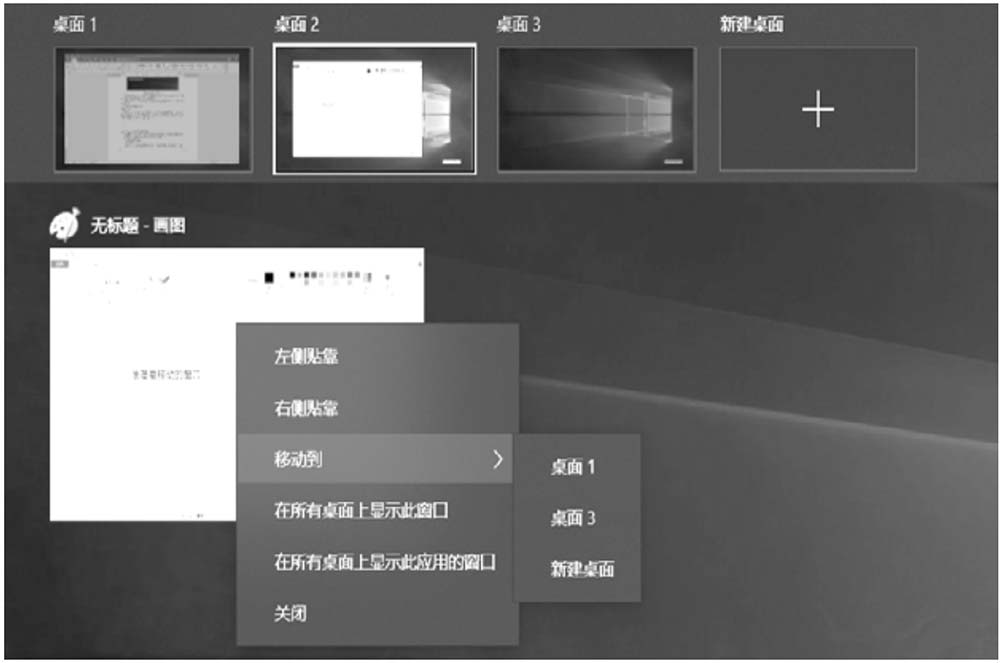 桌面 1
桌面 2
桌面 3
新建桌面
无标题 - 画图
左侧贴靠
右侧贴靠
移动到
桌面 1
在所有桌面上显示此窗口
桌面 3
在所有桌面上显示此应用的窗口
新建桌面
关闭